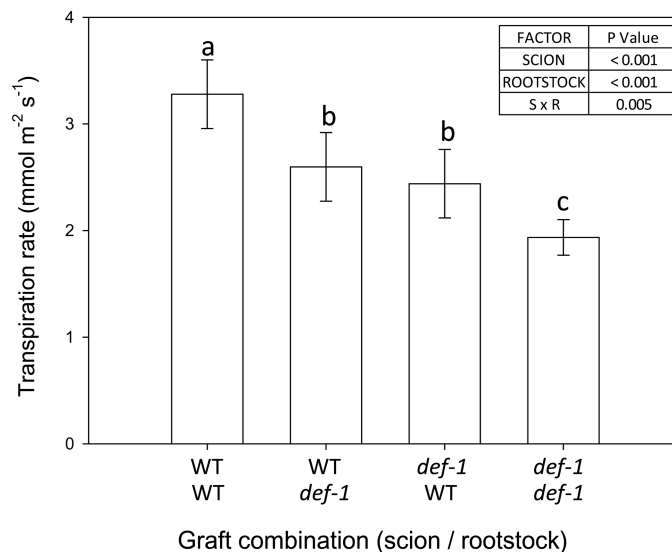 4
3
2
1
0
Transpiration rate (mmol m⁻² s⁻¹)
a
b
b
c
FACTOR P Value
SCION < 0.001
ROOTSTOCK < 0.001
S x R 0.005
WT WT def-1 def-1
WT def-1 WT def-1
Graft combination (scion / rootstock)